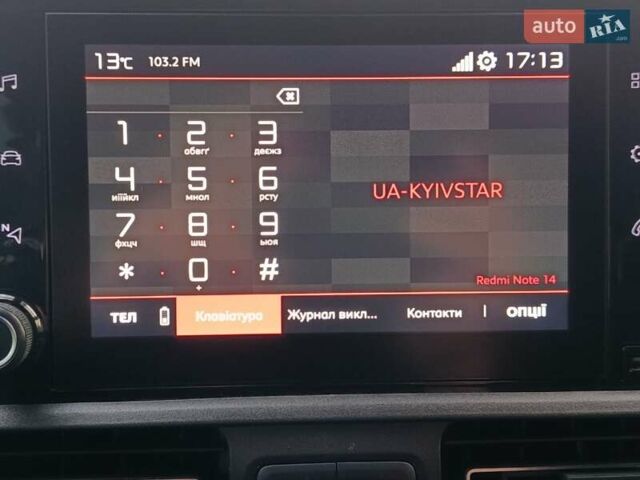 auto RIA.com
13°C 103.2 FM 17:13
1 2 3
абвгґ деєжз
4 5 6
иіїйкл мноп рсту
7 8 9
фхцч шщ ьюя
* 0 #
+
UA-KYIVSTAR
Redmi Note 14
ТЕЛ Клавіатура Журнал викл... Контакти ОПЦІЇ
N